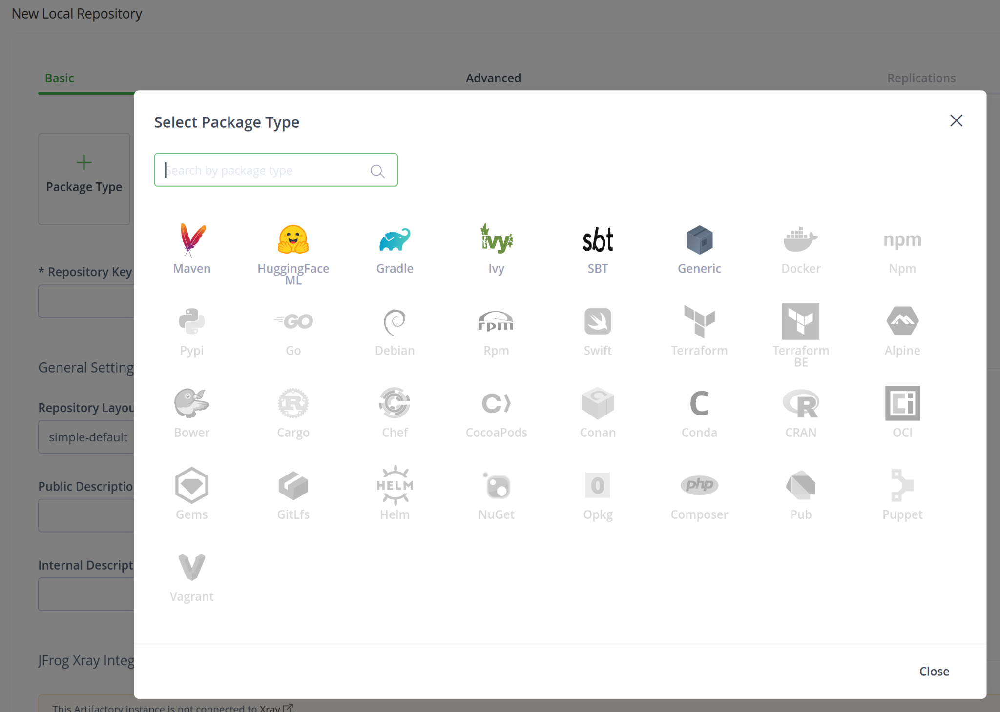 New Local Repository
Basic
Advanced
Replications
Select Package Type
Search by package type
Package Type
Maven
HuggingFace
ML
Gradle
Ivy
Ivy
sbt
SBT
Generic
Docker
npm
Npm
* Repository Key
Pypi
GO
Go
Debian
rpm
Rpm
Swift
Terraform
Terraform
BE
Alpine
General Setting
Repository Layou
simple-default
Bower
R
Cargo
Chef
C
CocoaPods
C
Conan
C
Conda
R
CRAN
Ci
OCI
Public Descriptio
Gems
GitLfs
HELM
Helm
NuGet
0
Opkg
php
Composer
Pub
Puppet
Internal Descript
V
Vagrant
JFrog Xray Integ
Close
This Artifactory instance is not connected to Xray.